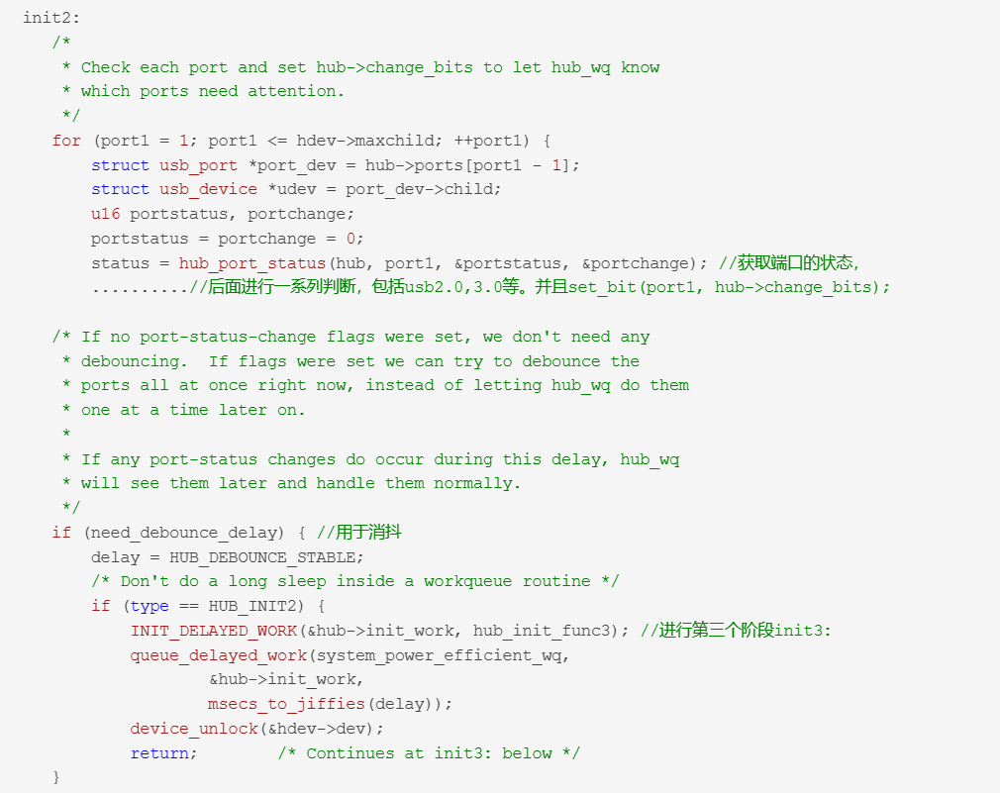 init2:
   /*
    * Check each port and set hub->change_bits to let hub_wq know
    * which ports need attention.
    */
   for (port1 = 1; port1 <= hdev->maxchild; ++port1) {
       struct usb_port *port_dev = hub->ports[port1 - 1];
       struct usb_device *udev = port_dev->child;
       u16 portstatus, portchange;
       portstatus = portchange = 0;
       status = hub_port_status(hub, port1, &portstatus, &portchange); //获取端口的状态,
       ..........//后面进行一系列判断，包括usb2.0,3.0等。并且set_bit(port1, hub->change_bits);

   /* If no port-status-change flags were set, we don't need any
    * debouncing.  If flags were set we can try to debounce the
    * ports all at once right now, instead of letting hub_wq do them
    * one at a time later on.
    *
    * If any port-status changes do occur during this delay, hub_wq
    * will see them later and handle them normally.
    */
   if (need_debounce_delay) { //用于消抖
       delay = HUB_DEBOUNCE_STABLE;
       /* Don't do a long sleep inside a workqueue routine */
       if (type == HUB_INIT2) {
           INIT_DELAYED_WORK(&hub->init_work, hub_init_func3); //进行第三个阶段init3:
           queue_delayed_work(system_power_efficient_wq,
                   &hub->init_work,
                   msecs_to_jiffies(delay));
           device_unlock(&hdev->dev);
           return;        /* Continues at init3: below */
   }